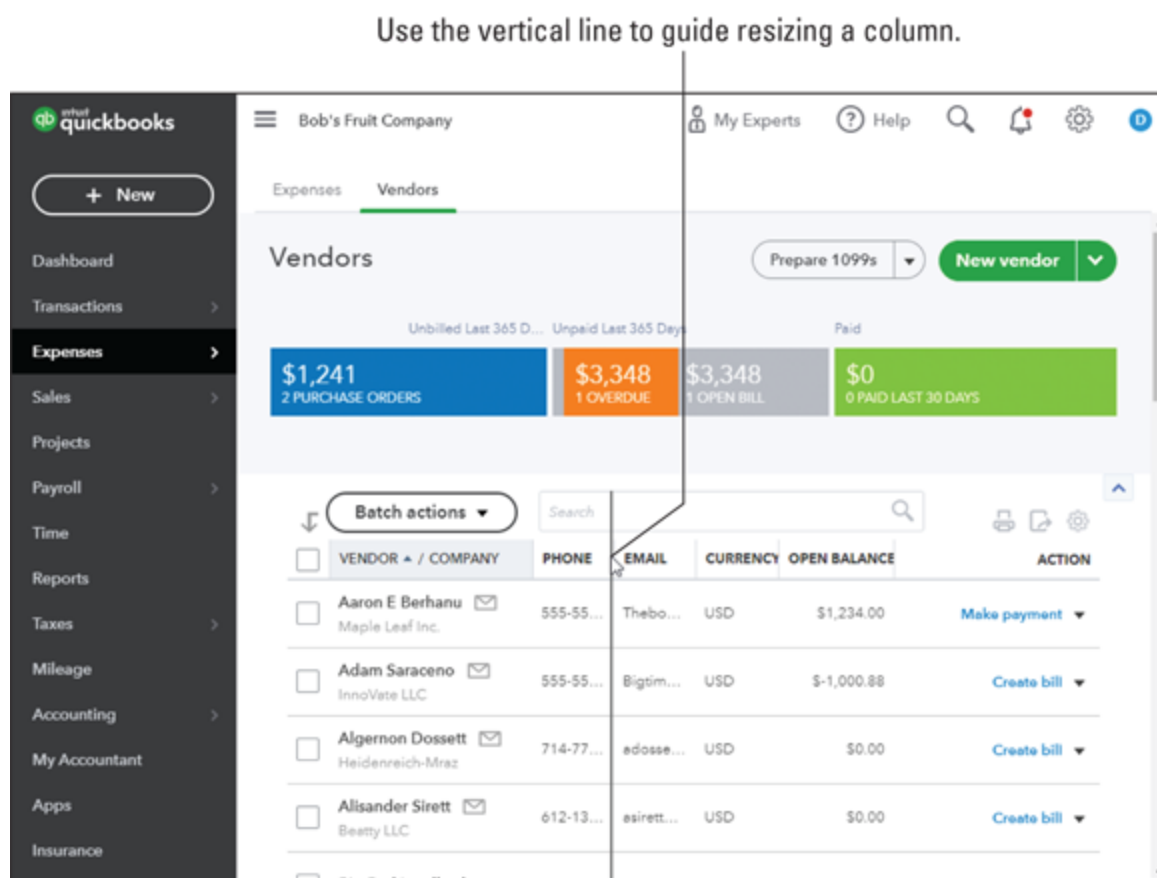 Use the vertical line to guide resizing a column.
intuit quickbooks
Bob's Fruit Company
My Experts
Help
D
+ New
Expenses
Vendors
Dashboard
Transactions
Expenses
Sales
Projects
Payroll
Time
Reports
Taxes
Mileage
Accounting
My Accountant
Apps
Insurance
Vendors
Prepare 1099s
New vendor
Unbilled Last 365 D... Unpaid Last 365 Days Paid
$1,241 $3,348 $3,348 $0
2 PURCHASE ORDERS 1 OVERDUE 1 OPEN BILL 0 PAID LAST 30 DAYS
Batch actions
Search
VENDOR / COMPANY PHONE EMAIL CURRENCY OPEN BALANCE ACTION
Aaron E Berhanu 555-55... Thebo... USD $1,234.00 Make payment
Maple Leaf Inc.
Adam Saraceno 555-55... Bigtim... USD $-1,000.88 Create bill
InnoVate LLC
Algernon Dossett 714-77... adosse... USD $0.00 Create bill
Heidenreich-Mraz
Alisander Sirett 612-13... asirett... USD $0.00 Create bill
Beatty LLC